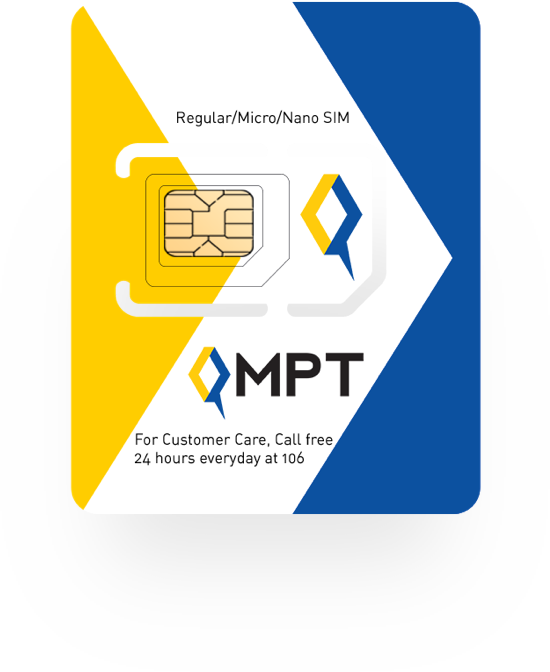 Regular/Micro/Nano SIM
MPT
For Customer Care, Call free
24 hours everyday at 106